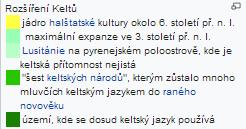 Rozšíření Keltů
jádro halštatské kultury okolo 6. století př. n. l.
maximální expanze ve 3. století př. n. l.
Lusitánie na pyrenejském poloostrově, kde je
keltská přítomnost nejistá
"šest keltských národů", kterým zůstalo mnoho
mluvčích keltským jazykem do raného
novověku
území, kde se dosud keltský jazyk používá